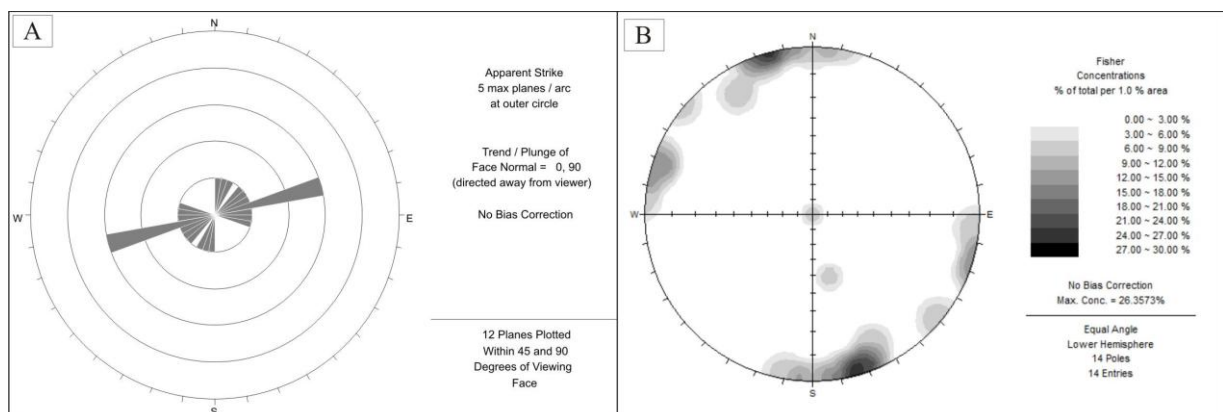 A
N
W
E
S
Apparent Strike
5 max planes / arc
at outer circle
Trend / Plunge of
Face Normal = 0, 90
(directed away from viewer)
No Bias Correction
12 Planes Plotted
Within 45 and 90
Degrees of Viewing
Face
B
N
W
E
S
Fisher
Concentrations
% of total per 1.0 % area
0.00 ~ 3.00 %
3.00 ~ 6.00 %
6.00 ~ 9.00 %
9.00 ~ 12.00 %
12.00 ~ 15.00 %
15.00 ~ 18.00 %
18.00 ~ 21.00 %
21.00 ~ 24.00 %
24.00 ~ 27.00 %
27.00 ~ 30.00 %
No Bias Correction
Max. Conc. = 26.3573%
Equal Angle
Lower Hemisphere
14 Poles
14 Entries